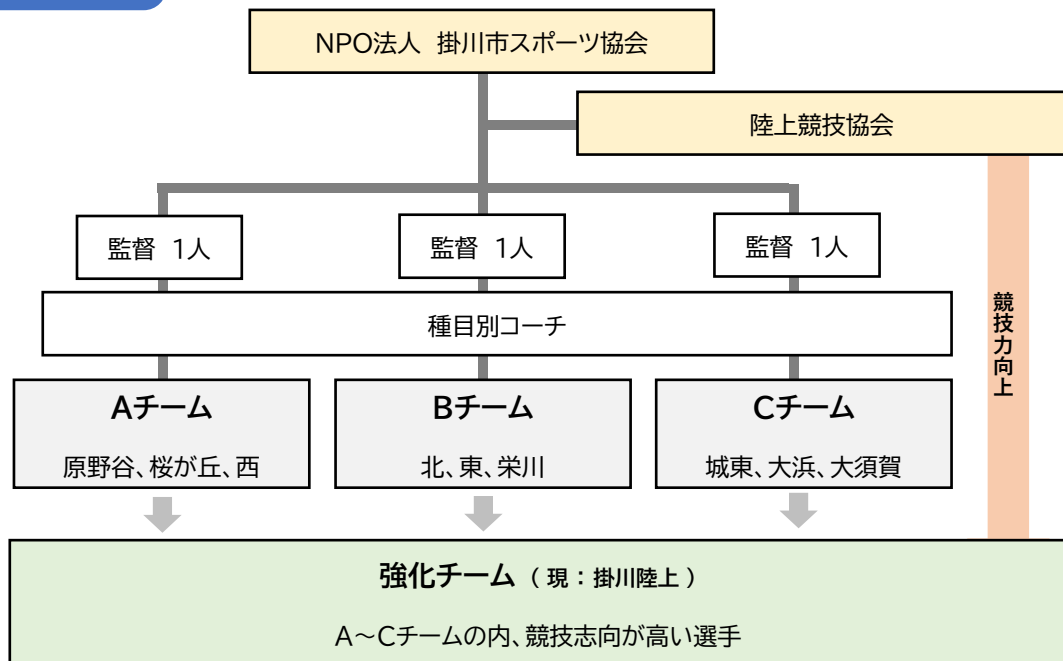 NPO法人 掛川市スポーツ協会
陸上競技協会
監督 1人
監督 1人
監督 1人
種目別コーチ
競技力向上
Aチーム
原野谷、桜が丘、西
Bチーム
北、東、栄川
Cチーム
城東、大浜、大須賀
強化チーム ( 現 : 掛川陸上 )
A～Cチームの内、競技志向が高い選手